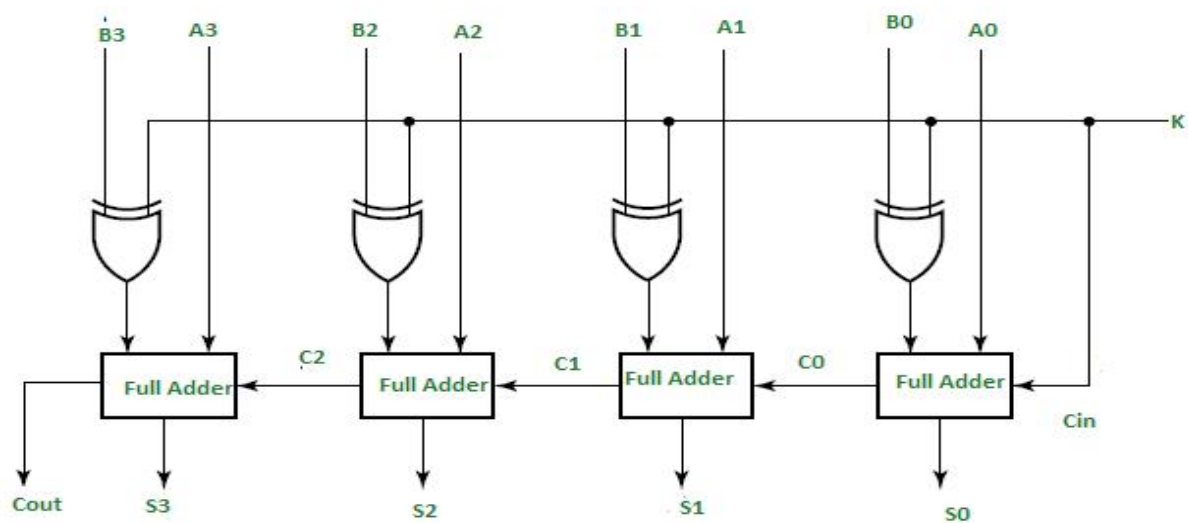 B3 A3 B2 A2 B1 A1 B0 A0
K
Full Adder C2 Full Adder C1 Full Adder C0 Full Adder
Cin
Cout S3 S2 S1 S0